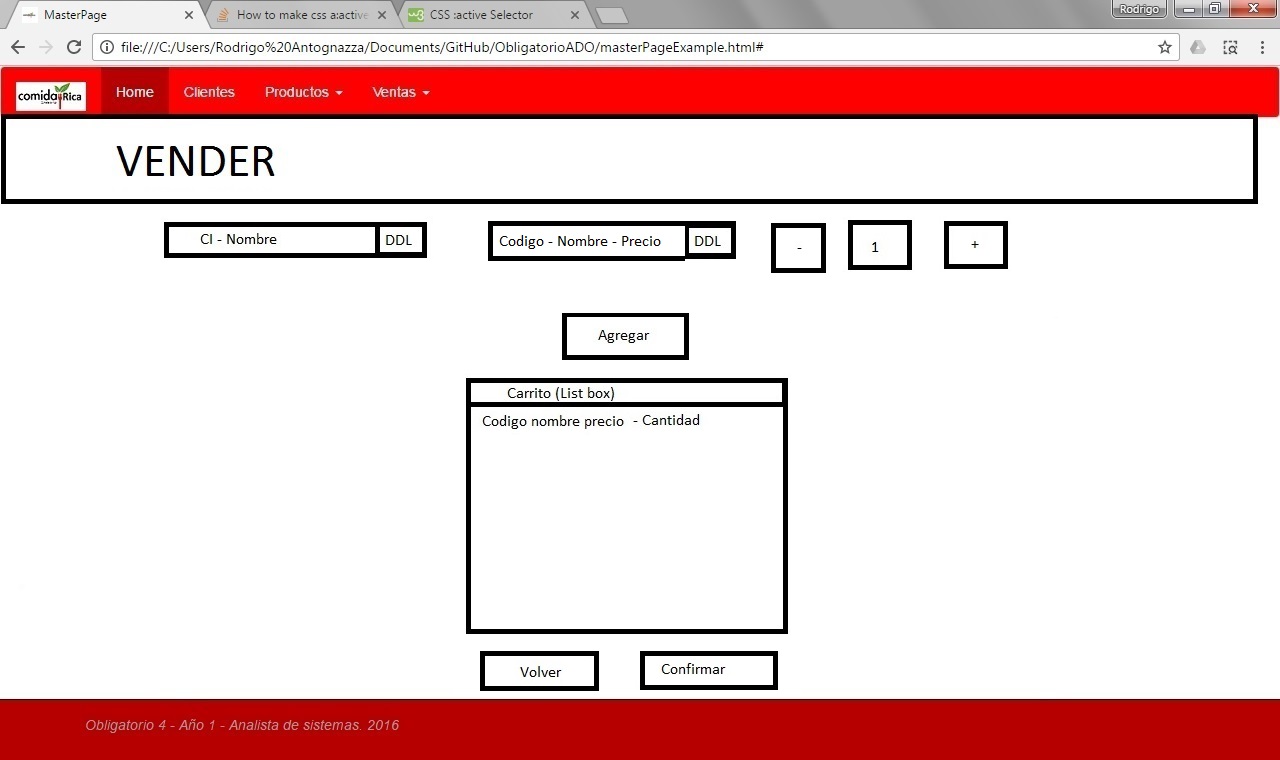 MasterPage
How to make css a:active
CSS :active Selector
Rodrigo
file:///C:/Users/Rodrigo%20Antognazza/Documents/GitHub/ObligatorioADO/masterPageExample.html#
comida Rica
Home
Clientes
Productos
Ventas
VENDER
CI - Nombre
DDL
Codigo - Nombre - Precio
DDL
-
1
+
Agregar
Carrito (List box)
Codigo nombre precio - Cantidad
Volver
Confirmar
Obligatorio 4 - Año 1 - Analista de sistemas. 2016